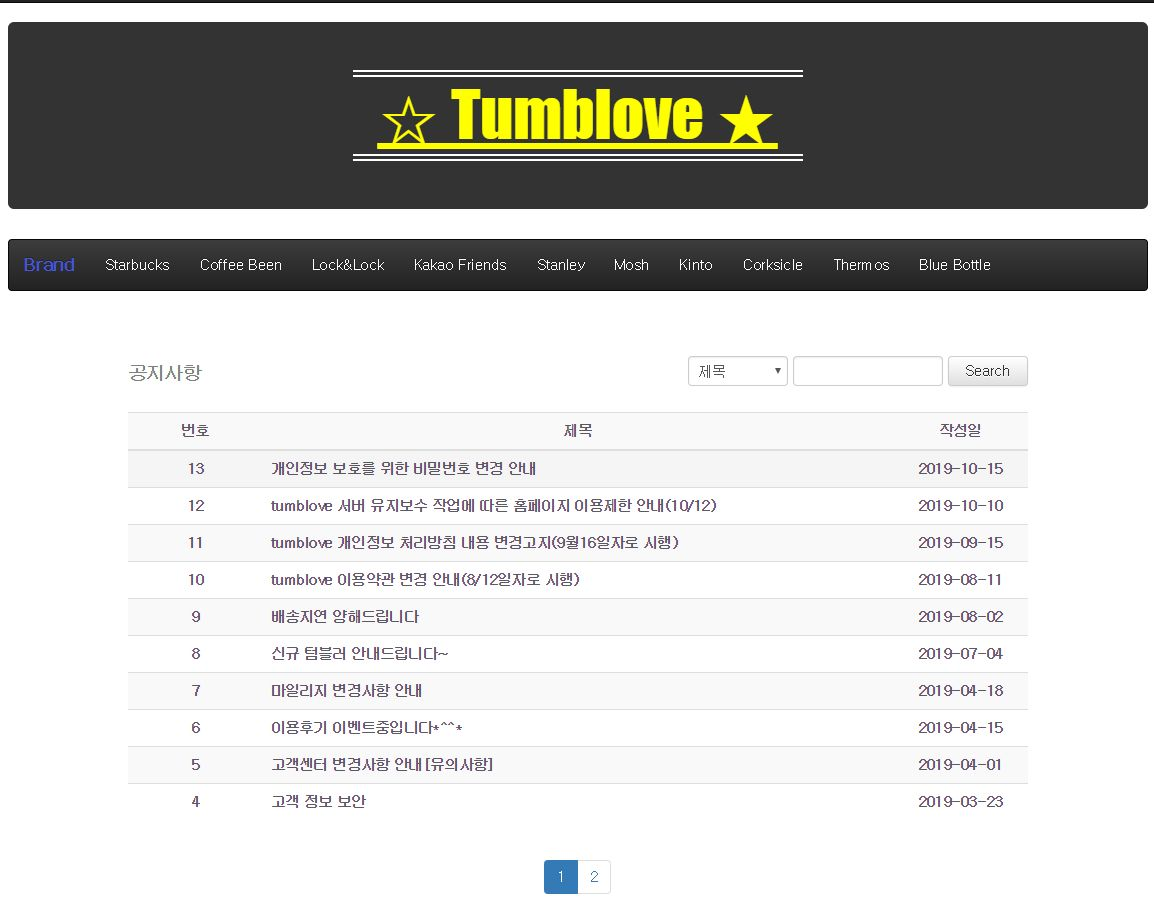 ☆ Tumblove ★
Brand Starbucks Coffee Been Lock&Lock Kakao Friends Stanley Mosh Kinto Corksicle Thermos Blue Bottle
공지사항 제목 Search
번호 제목 작성일
13 개인정보 보호를 위한 비밀번호 변경 안내 2019-10-15
12 tumblove 서버 유지보수 작업에 따른 홈페이지 이용제한 안내(10/12) 2019-10-10
11 tumblove 개인정보 처리방침 내용 변경고지(9월16일자로 시행) 2019-09-15
10 tumblove 이용약관 변경 안내(8/12일자로 시행) 2019-08-11
9 배송지연 양해드립니다 2019-08-02
8 신규 텀블러 안내드립니다~ 2019-07-04
7 마일리지 변경사항 안내 2019-04-18
6 이용후기 이벤트중입니다*^^* 2019-04-15
5 고객센터 변경사항 안내[유의사항] 2019-04-01
4 고객 정보 보안 2019-03-23
1 2